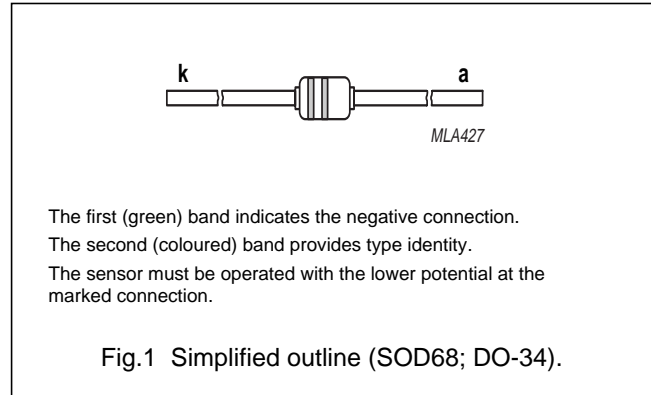 k a
MLA427
The first (green) band indicates the negative connection.
The second (coloured) band provides type identity.
The sensor must be operated with the lower potential at the
marked connection.
Fig.1 Simplified outline (SOD68; DO-34).